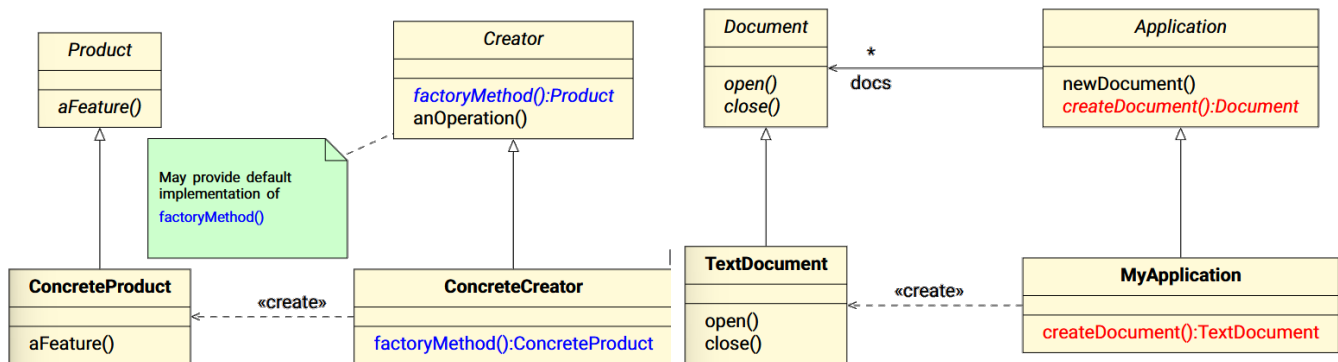 Product
aFeature()
Creator
factoryMethod():Product
anOperation()
May provide default
implementation of
factoryMethod()
ConcreteProduct
aFeature()
«create»
ConcreteCreator
factoryMethod():ConcreteProduct
Document
open()
close()
*
docs
Application
newDocument()
createDocument():Document
TextDocument
open()
close()
«create»
MyApplication
createDocument():TextDocument